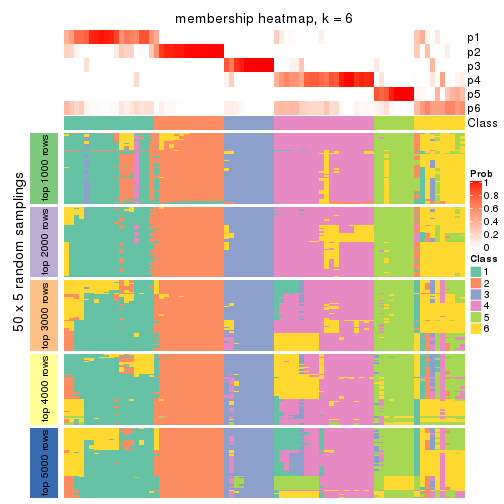 membership heatmap, k = 6
p1
p2
p3
p4
p5
p6
Class
50 x 5 random samplings
top 1000 rows
top 2000 rows
top 3000 rows
top 4000 rows
top 5000 rows
Prob
1
0.8
0.6
0.4
0.2
0
Class
1
2
3
4
5
6